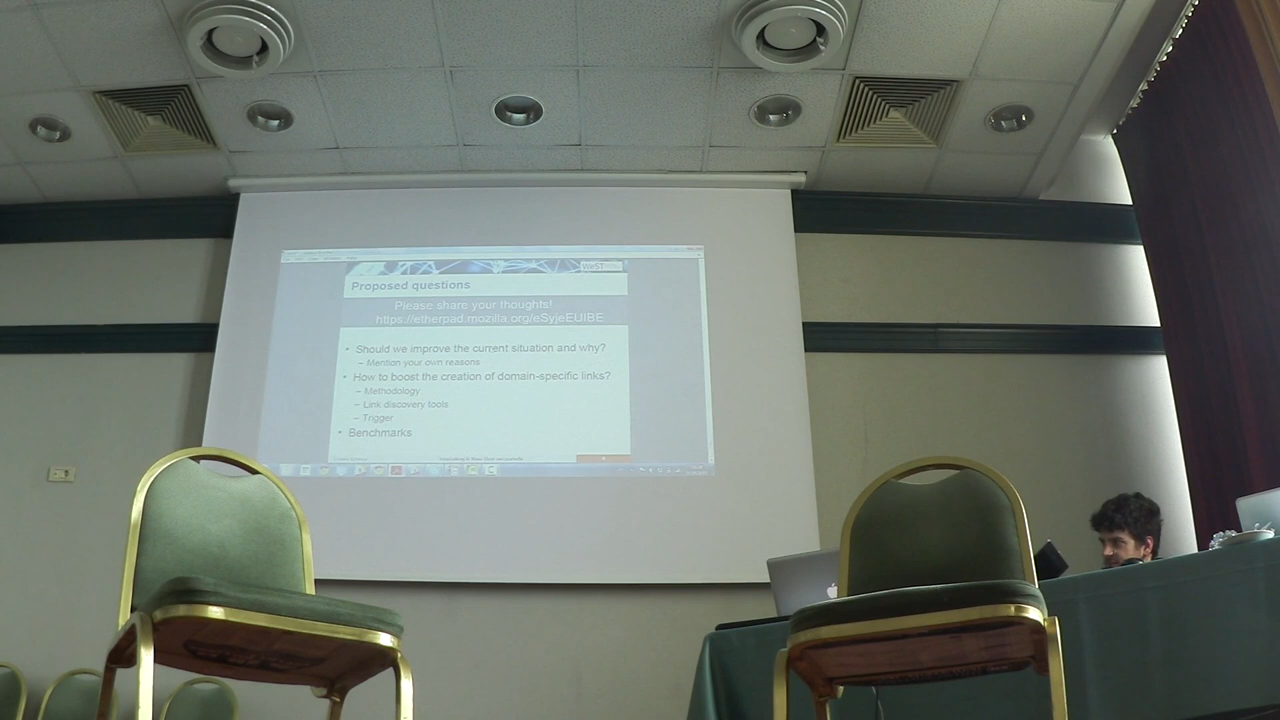 WeST
Proposed questions
Please share your thoughts!
https://etherpad.mozilla.org/eSyjeEUIBE
• Should we improve the current situation and why?
– Mention your own reasons
• How to boost the creation of domain-specific links?
– Methodology
– Link discovery tools
– Trigger
• Benchmarks